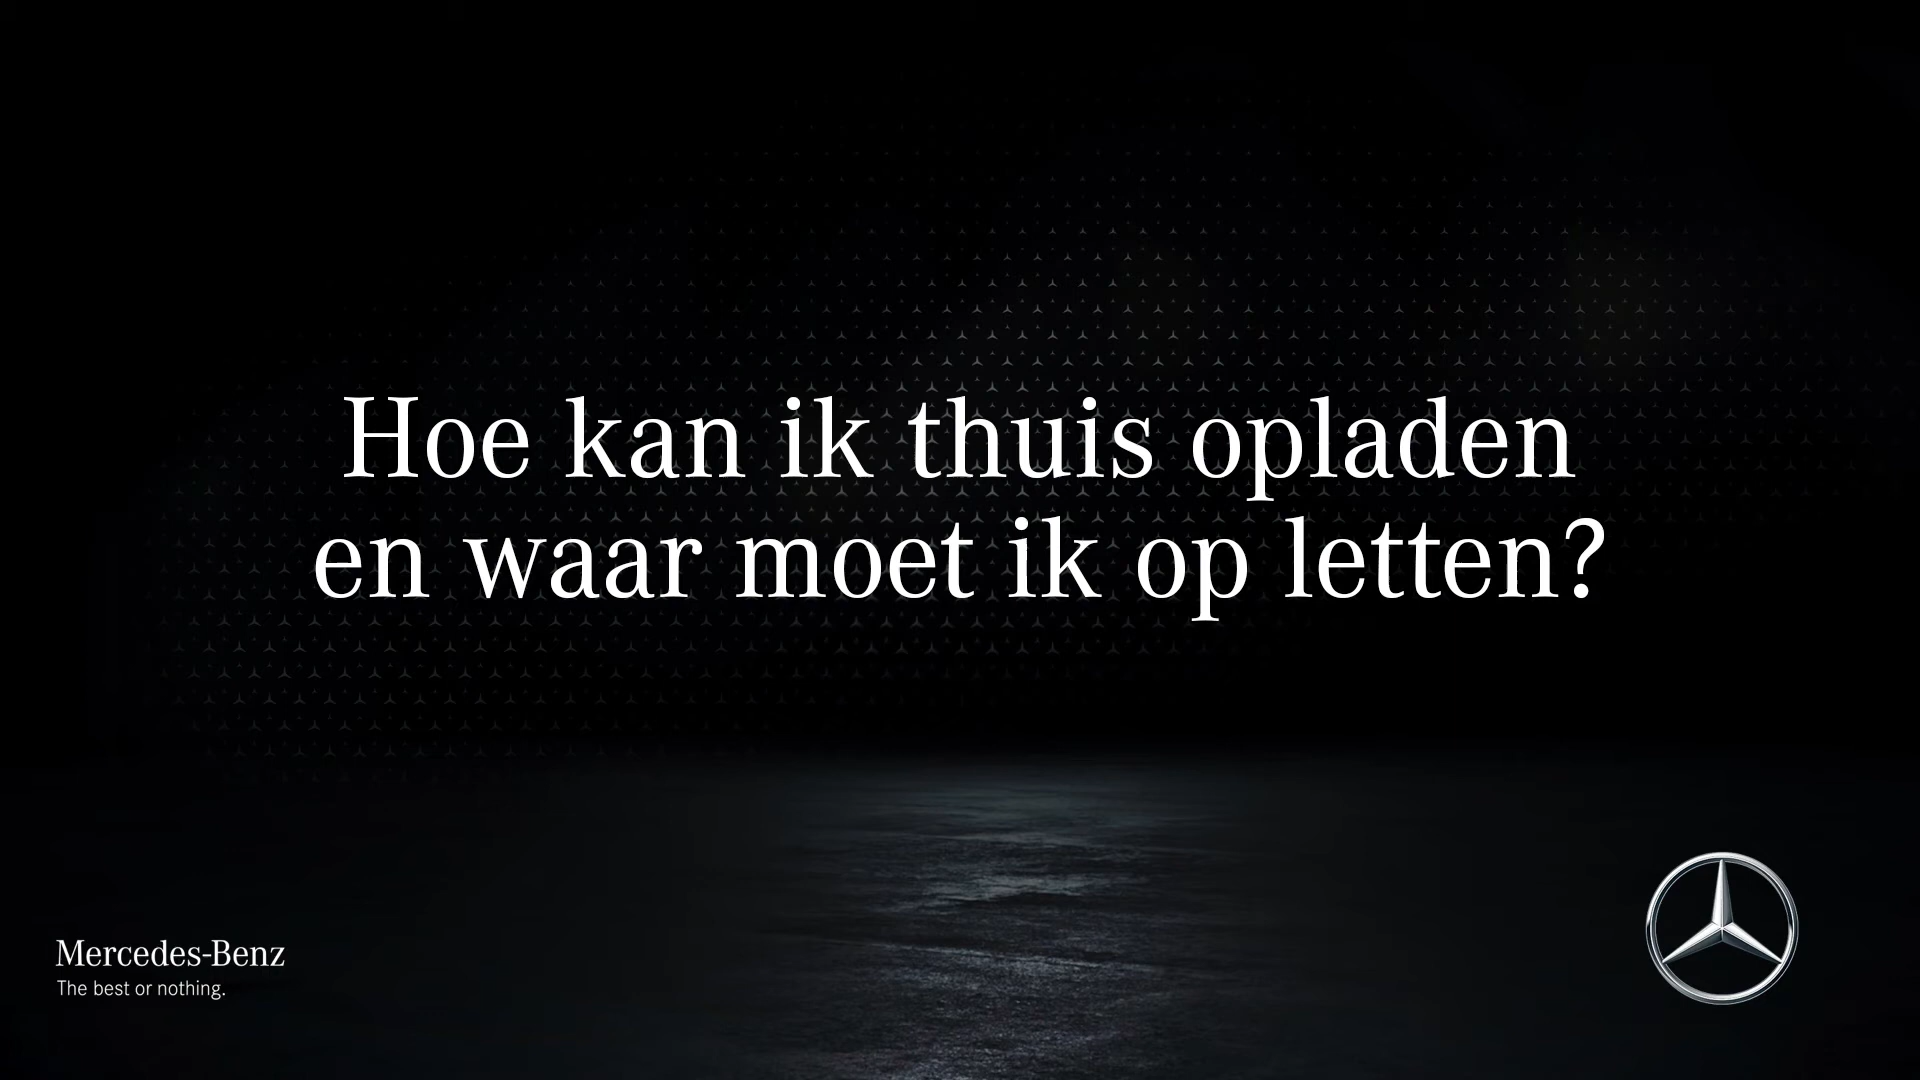 Hoe kan ik thuis opladen
en waar moet ik op letten?
Mercedes-Benz
The best or nothing.